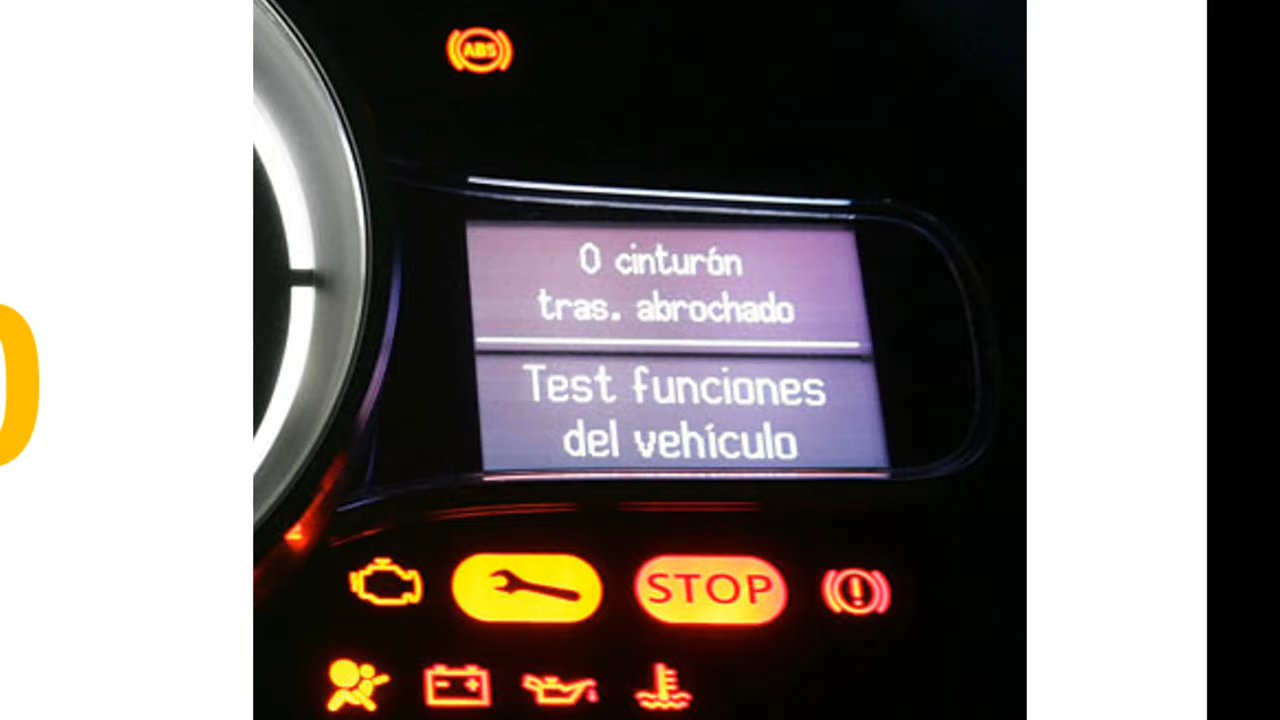 ABS
0 cinturón
tras. abrochado
Test funciones
del vehículo
STOP